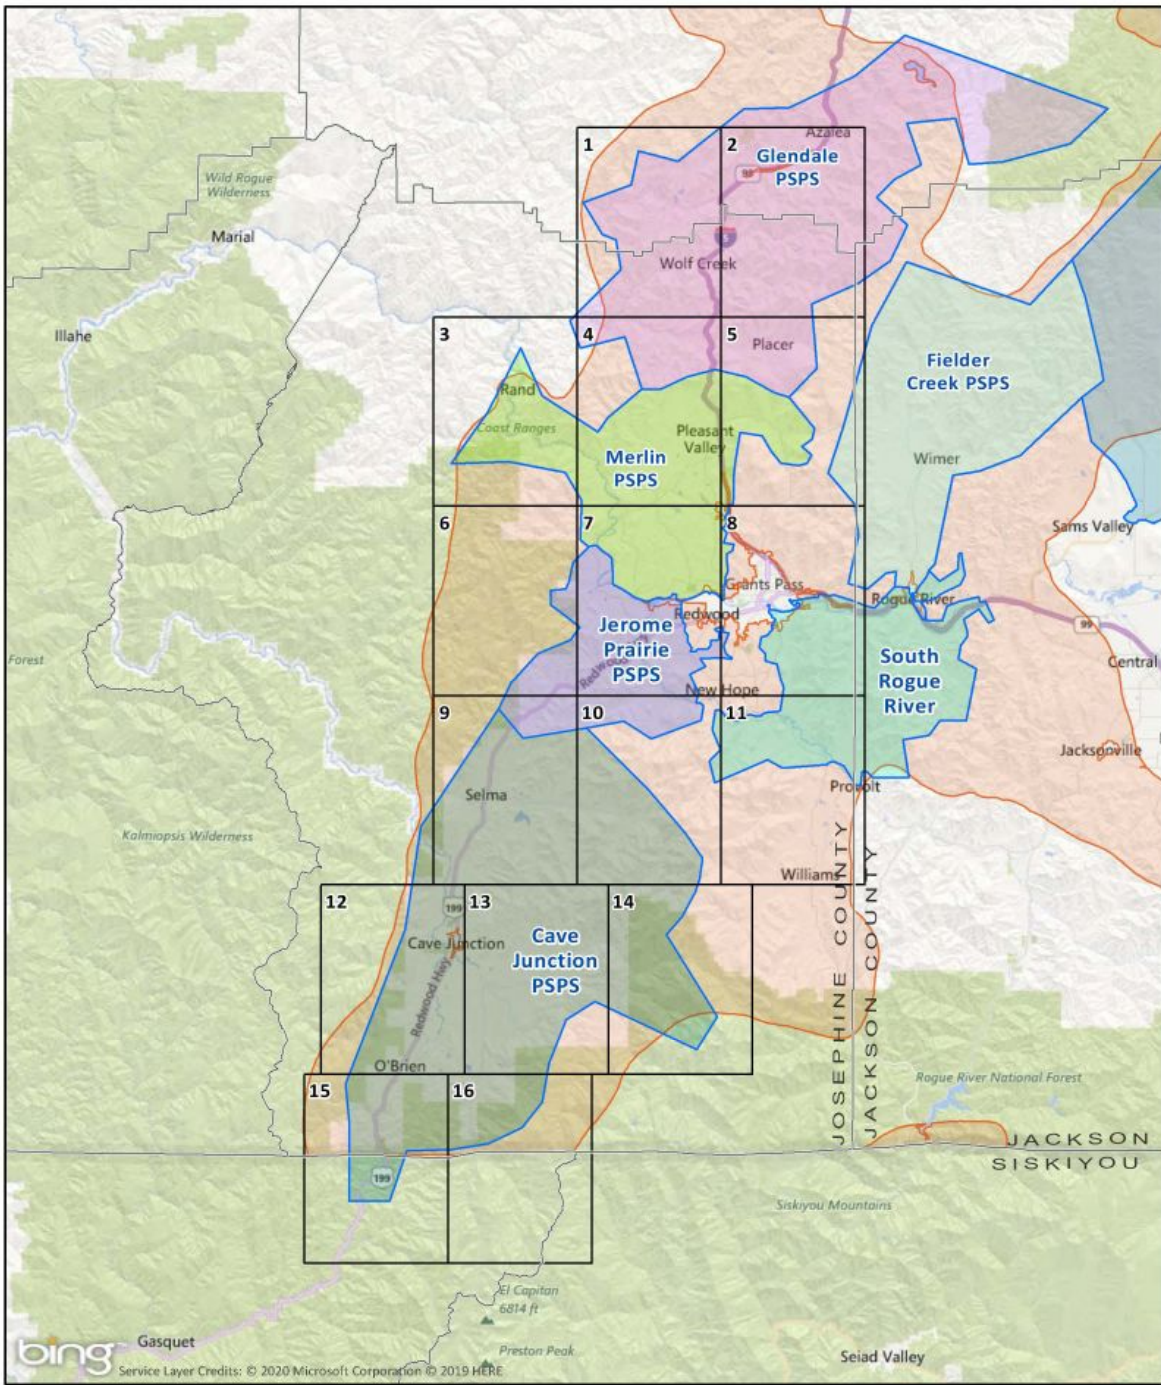 Azalea
1
2
Glendale
PSPS
99
Wild Rogue
Wilderness
Marial
5
Wolf Creek
Illahe
3
4
5
Placer
Fielder
Creek PSPS
Rand
Coast Ranges
Pleasant
Valley
Merlin
PSPS
Wimer
6
7
8
Sams Valley
Grants Pass
Rogue River
Redwood
99
Jerome
Prairie
PSPS
Redwood
Forest
South
Rogue
River
Central
New Hope
9
10
11
Jacksonville
Selma
Provolt
Kalmiopsis Wilderness
Williams
JOSEPHINE COUNTY
JACKSON COUNTY
12
13
14
199
Cave Junction
Cave
Junction
PSPS
Redwood Hwy
O'Brien
15
16
Rogue River National Forest
JACKSON
SISKIYOU
199
Siskiyou Mountains
El Capitan
6814 ft
Gasquet
Preston Peak
Seiad Valley
bing
Service Layer Credits: © 2020 Microsoft Corporation © 2019 HERE